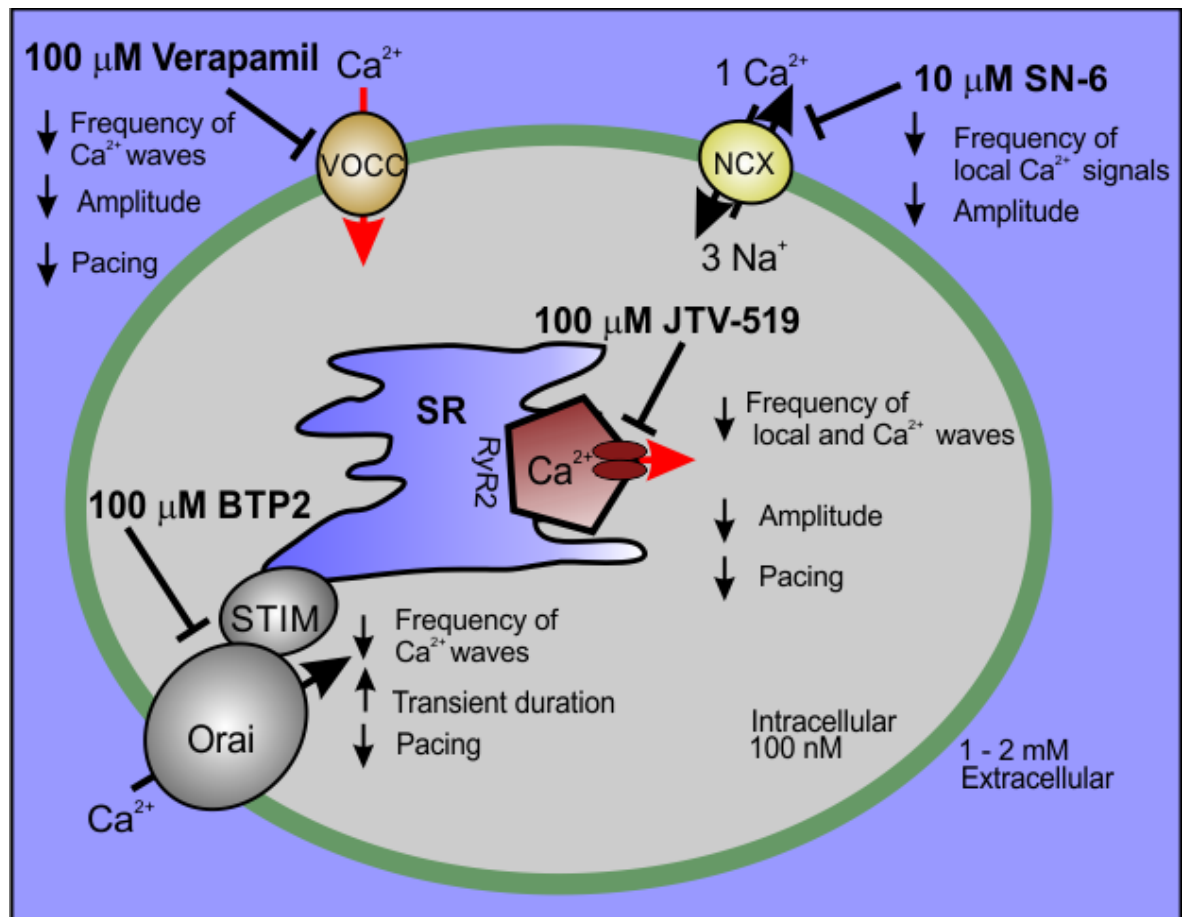 100 μM Verapamil
Ca²⁺
↓ Frequency of
Ca²⁺ waves
↓ Amplitude
↓ Pacing
VOCC
1 Ca²⁺
NCX
3 Na⁺
10 μM SN-6
↓ Frequency of
local Ca²⁺ signals
↓ Amplitude
100 μM JTV-519
SR
RyR2
Ca²⁺
↓ Frequency of
local and Ca²⁺ waves
↓ Amplitude
↓ Pacing
100 μM BTP2
STIM
Orai
Ca²⁺
↓ Frequency of
Ca²⁺ waves
↑ Transient duration
↓ Pacing
Intracellular
100 nM
1 - 2 mM
Extracellular